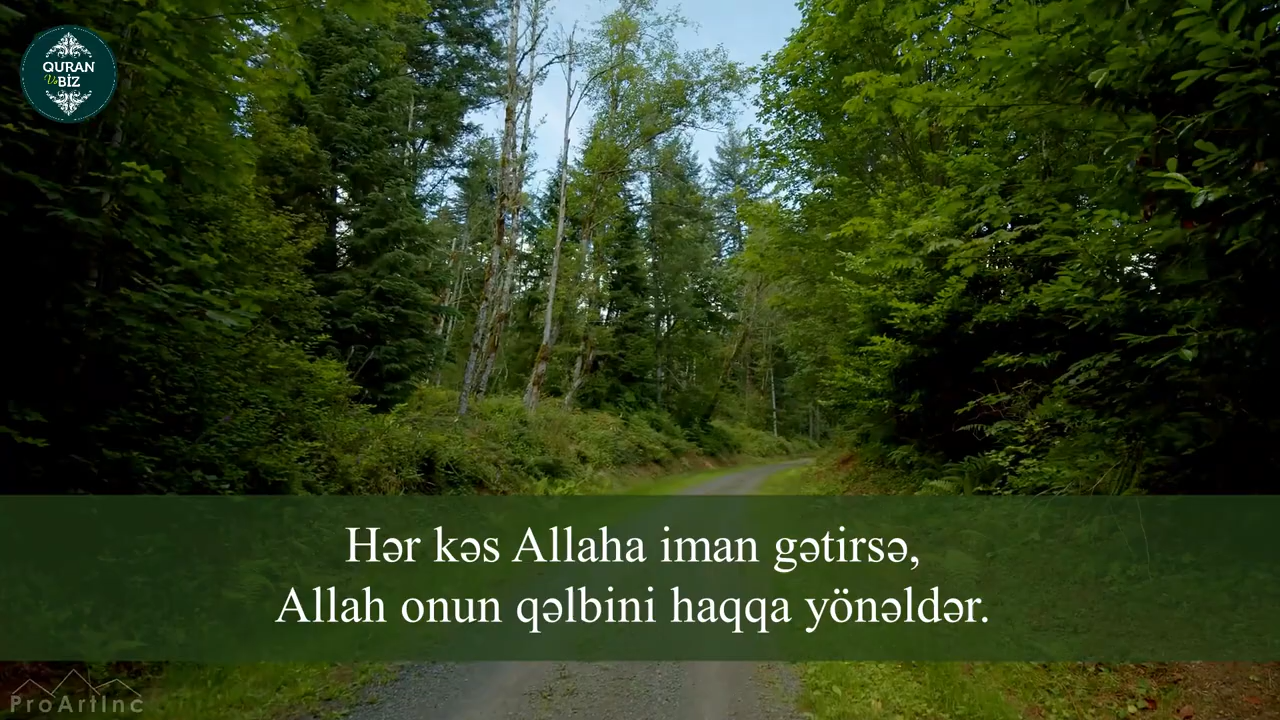 QURAN
Və
BİZ
Hər kəs Allaha iman gətirsə,
Allah onun qəlbini haqqa yönəldər.
ProArtInc